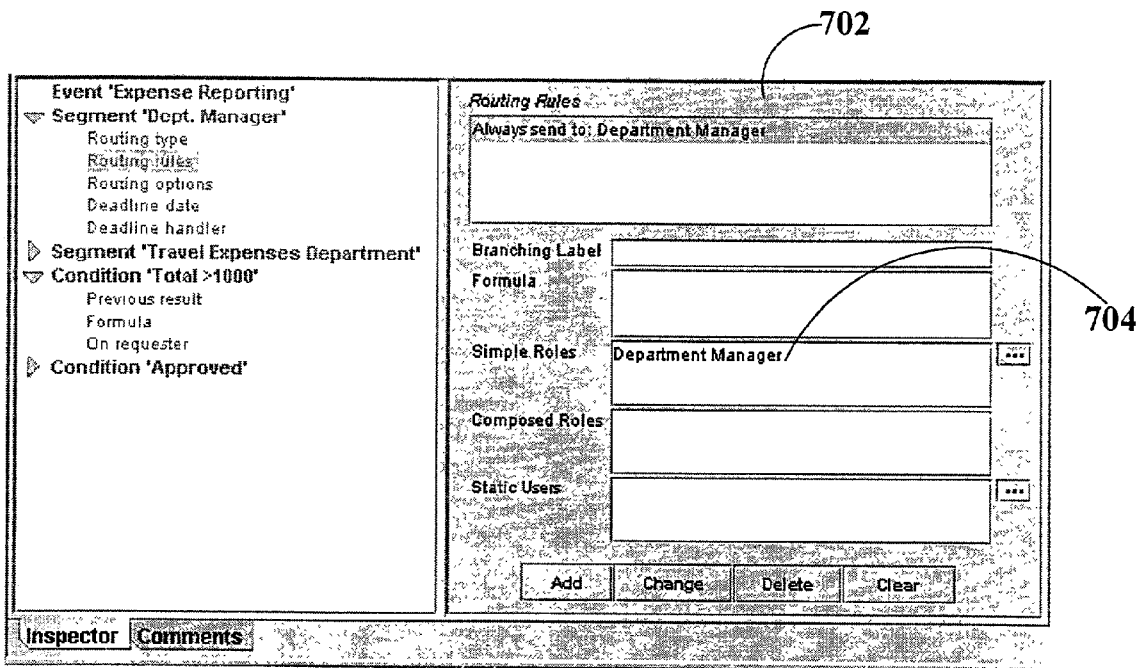 702
Event 'Expense Reporting'
Segment 'Dept. Manager'
Routing type
Routing rules
Routing options
Deadline date
Deadline handler
Segment 'Travel Expenses Department'
Condition 'Total >1000'
Previous result
Formula
On requester
Condition 'Approved'
Routing Rules
Always send to: Department Manager
Branching Label
Formula
704
Simple Roles
Department Manager
...
Composed Roles
Static Users
...
Add
Change
Delete
Clear
Inspector
Comments